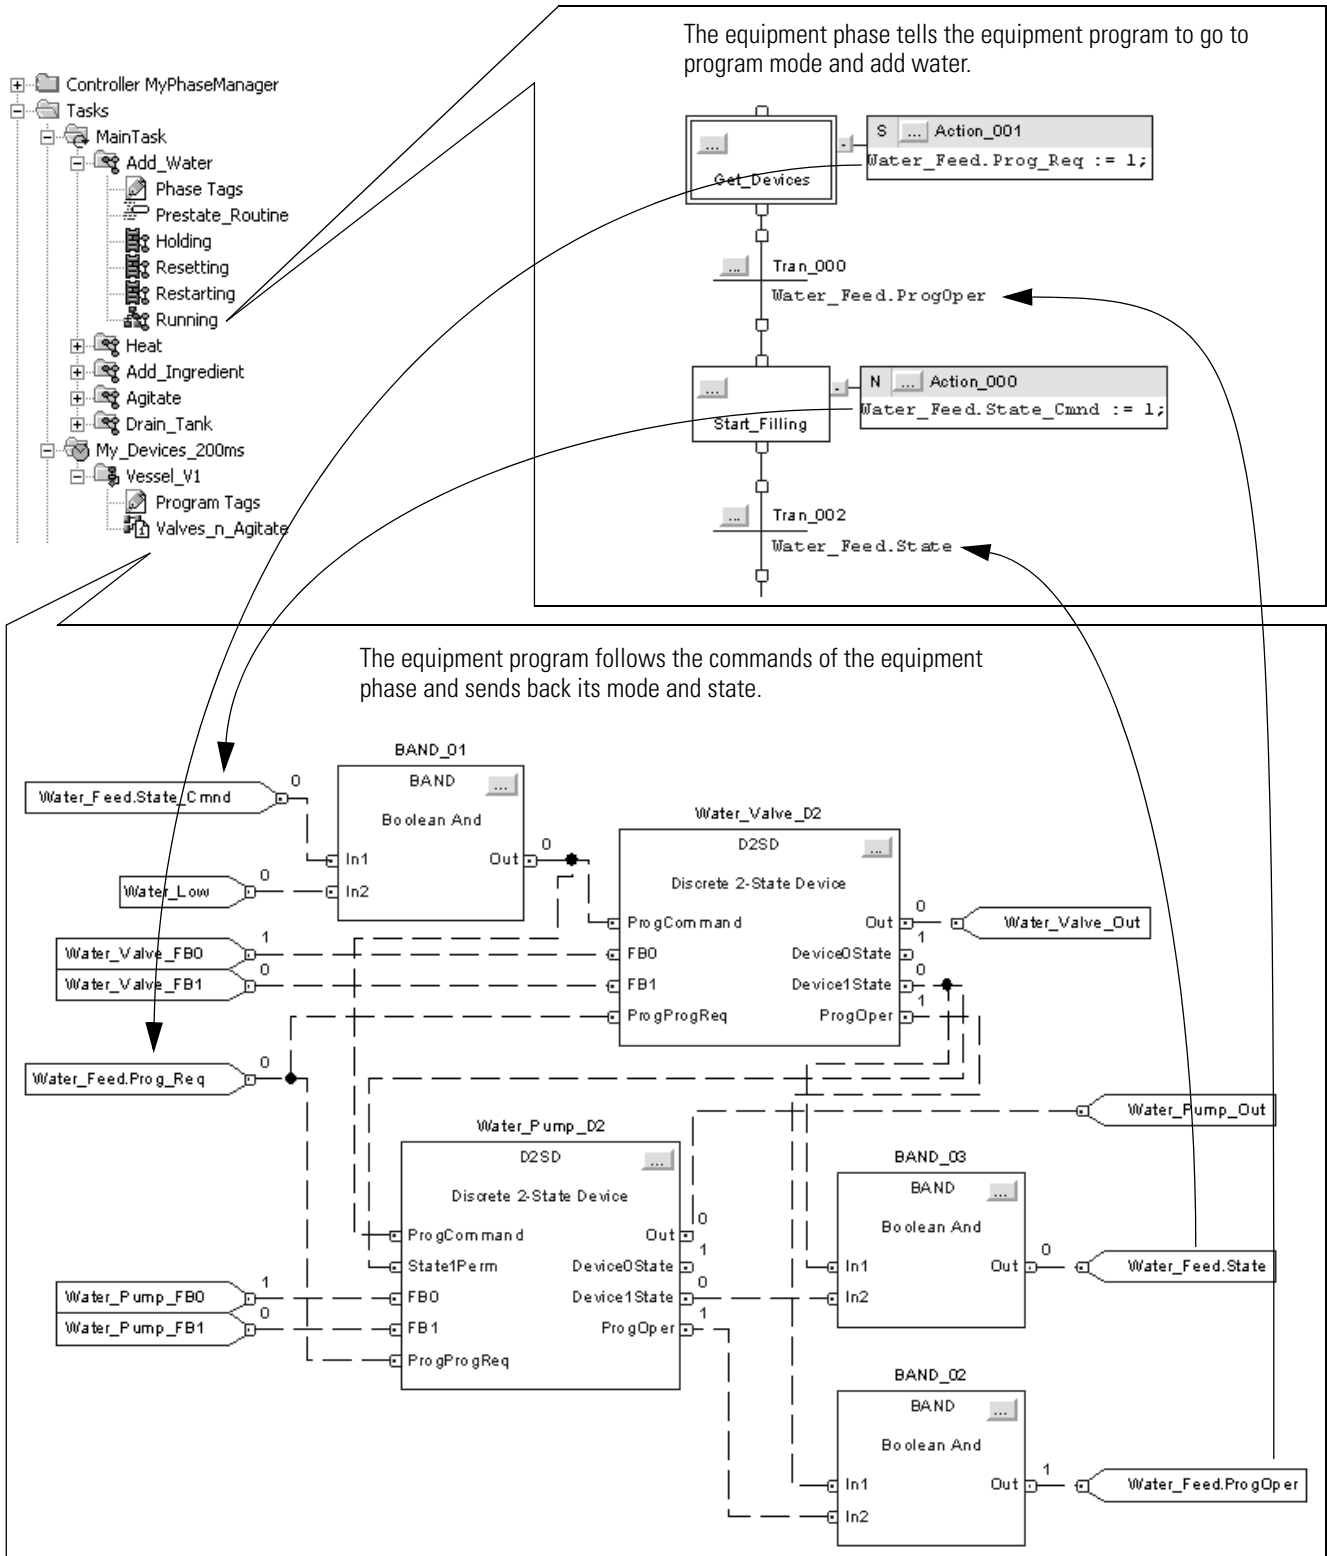 The equipment phase tells the equipment program to go to
program mode and add water.
Controller MyPhaseManager
Tasks
MainTask
Add_Water
Phase Tags
Prestate_Routine
Holding
Resetting
Restarting
Running
Heat
Add_Ingredient
Agitate
Drain_Tank
My_Devices_200ms
Vessel_V1
Program Tags
Valves_n_Agitate
...
Get_Devices
S ... Action_001
Water_Feed.Prog_Req := 1;
... Tran_000
Water_Feed.ProgOper
...
Start_Filling
N ... Action_000
Water_Feed.State_Cmnd := 1;
... Tran_002
Water_Feed.State
The equipment program follows the commands of the equipment
phase and sends back its mode and state.
BAND_01
BAND ...
Boolean And
In1 Out 0
In2
Water_Feed.State_Cmnd 0
Water_Low 0
Water_Valve_FB0 1
Water_Valve_FB1 0
Water_Feed.Prog_Req 0
Water_Valve_D2
D2SD ...
Discrete 2-State Device
ProgCommand Out 0
FB0 Device0State 1
FB1 Device1State 0
ProgProgReq ProgOper 1
Water_Valve_Out
Water_Pump_D2
D2SD ...
Discrete 2-State Device
ProgCommand Out 0
State1Perm Device0State 1
FB0 Device1State 0
FB1 ProgOper 1
ProgProgReq
Water_Pump_FB0 1
Water_Pump_FB1 0
Water_Pump_Out
BAND_03
BAND ...
Boolean And
In1 Out 0
In2
Water_Feed.State
BAND_02
BAND ...
Boolean And
In1 Out 1
In2
Water_Feed.ProgOper